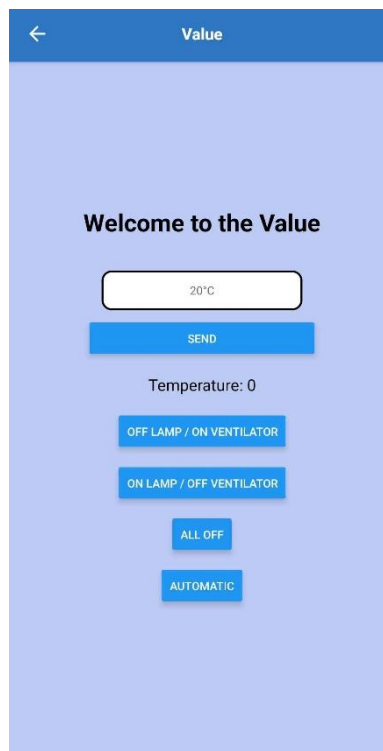 Value
Welcome to the Value
20°C
SEND
Temperature: 0
OFF LAMP / ON VENTILATOR
ON LAMP / OFF VENTILATOR
ALL OFF
AUTOMATIC